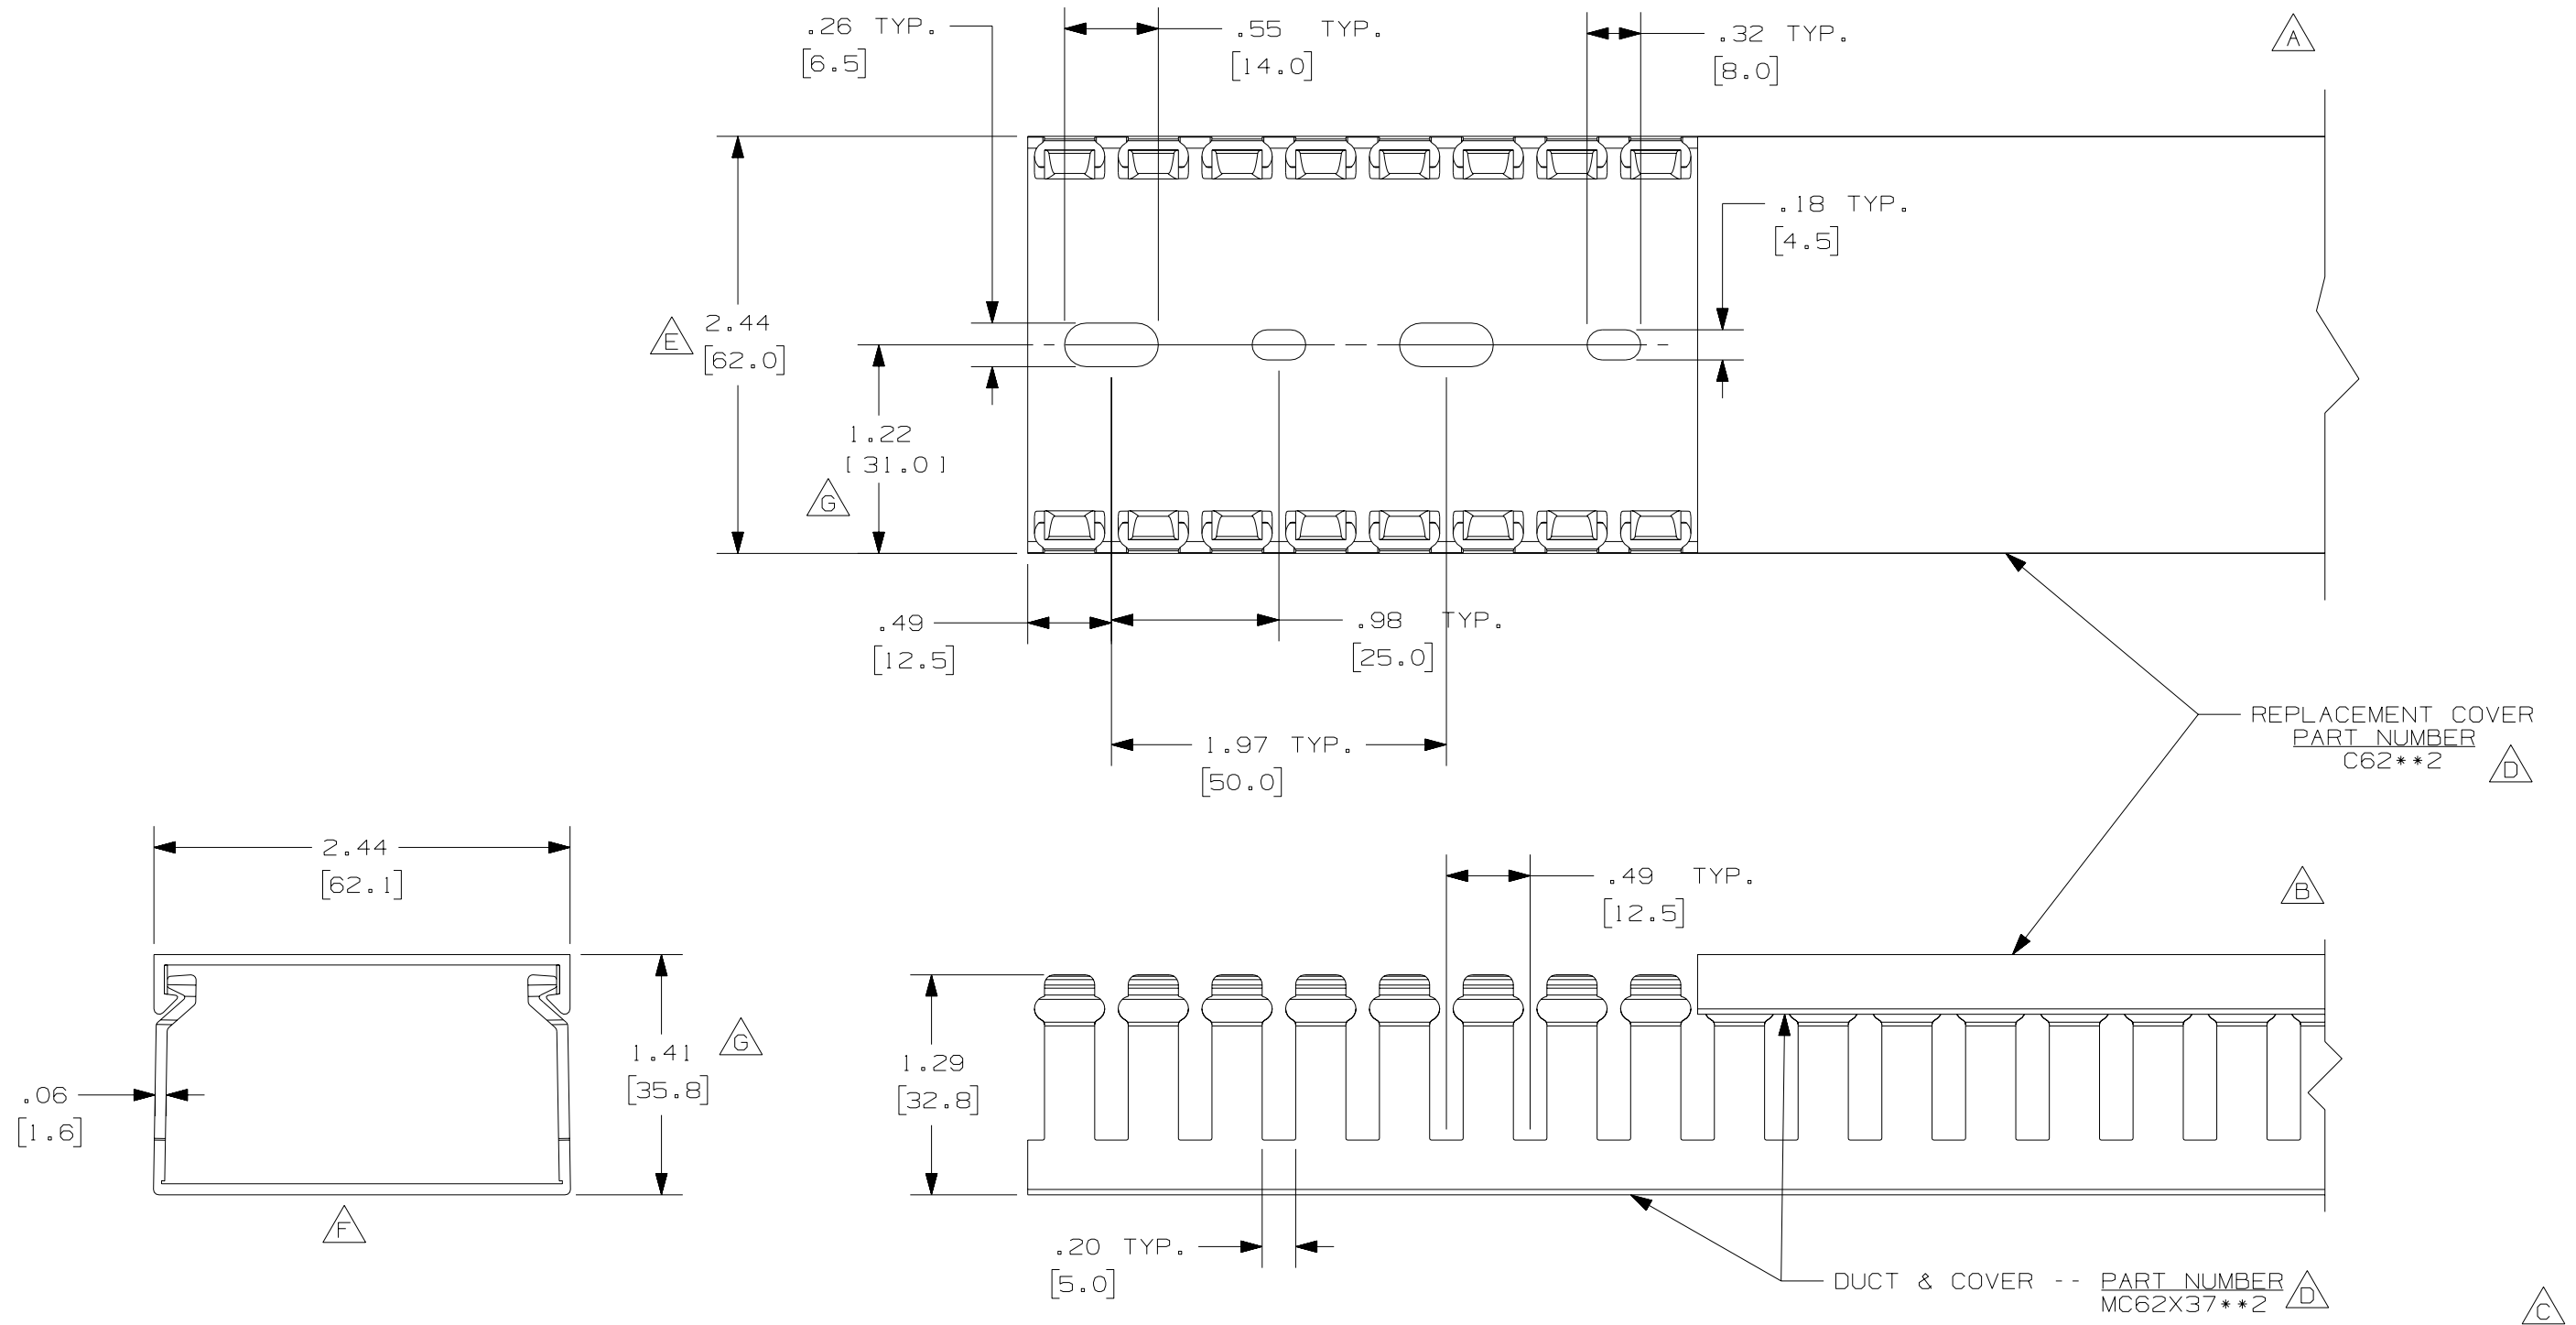 .26 TYP.
[6.5]
.55 TYP.
[14.0]
.32 TYP.
[8.0]
A
.18 TYP.
[4.5]
E
2.44
[62.0]
1.22
[31.0]
G
.49
[12.5]
.98 TYP.
[25.0]
1.97 TYP.
[50.0]
REPLACEMENT COVER
PART NUMBER
C62**2
D
2.44
[62.1]
.49 TYP.
[12.5]
B
1.41
[35.8]
G
1.29
[32.8]
.06
[1.6]
F
.20 TYP.
[5.0]
DUCT & COVER -- PART NUMBER
MC62X37**2
D
C